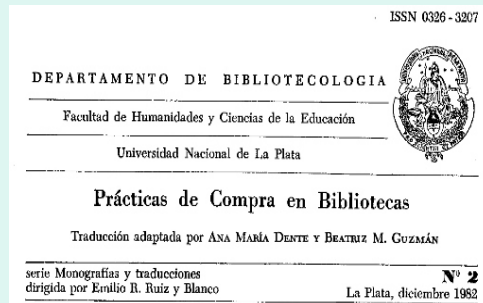 ISSN 0326-3207
DEPARTAMENTO DE BIBLIOTECOLOGIA
Facultad de Humanidades y Ciencias de la Educación
Universidad Nacional de La Plata
Prácticas de Compra en Bibliotecas
Traducción adaptada por ANA MARÍA DENTE Y BEATRIZ M. GUZMÁN
serie Monografías y traducciones
dirigida por Emilio R. Ruiz y Blanco
Nº 2
La Plata, diciembre 1982